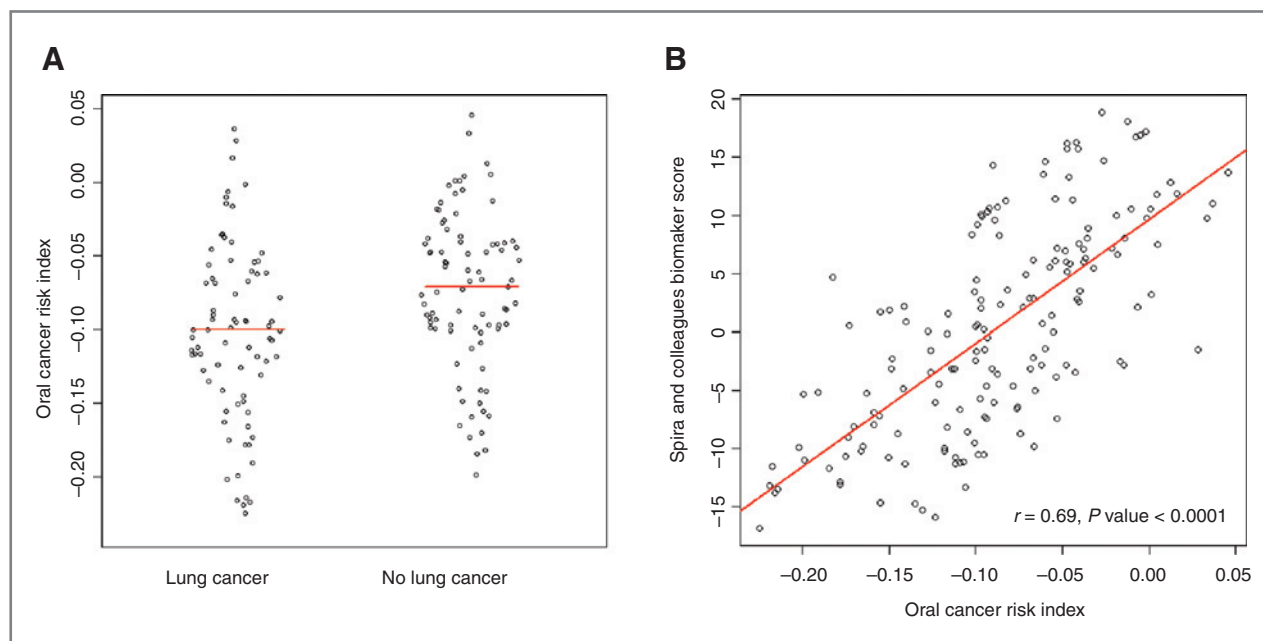 A
Oral cancer risk index
0.05
0.00
−0.05
−0.10
−0.15
−0.20
Lung cancer
No lung cancer
B
Spira and colleagues biomaker score
20
15
10
5
0
−5
−10
−15
r = 0.69, P value < 0.0001
−0.20
−0.15
−0.10
−0.05
0.00
0.05
Oral cancer risk index